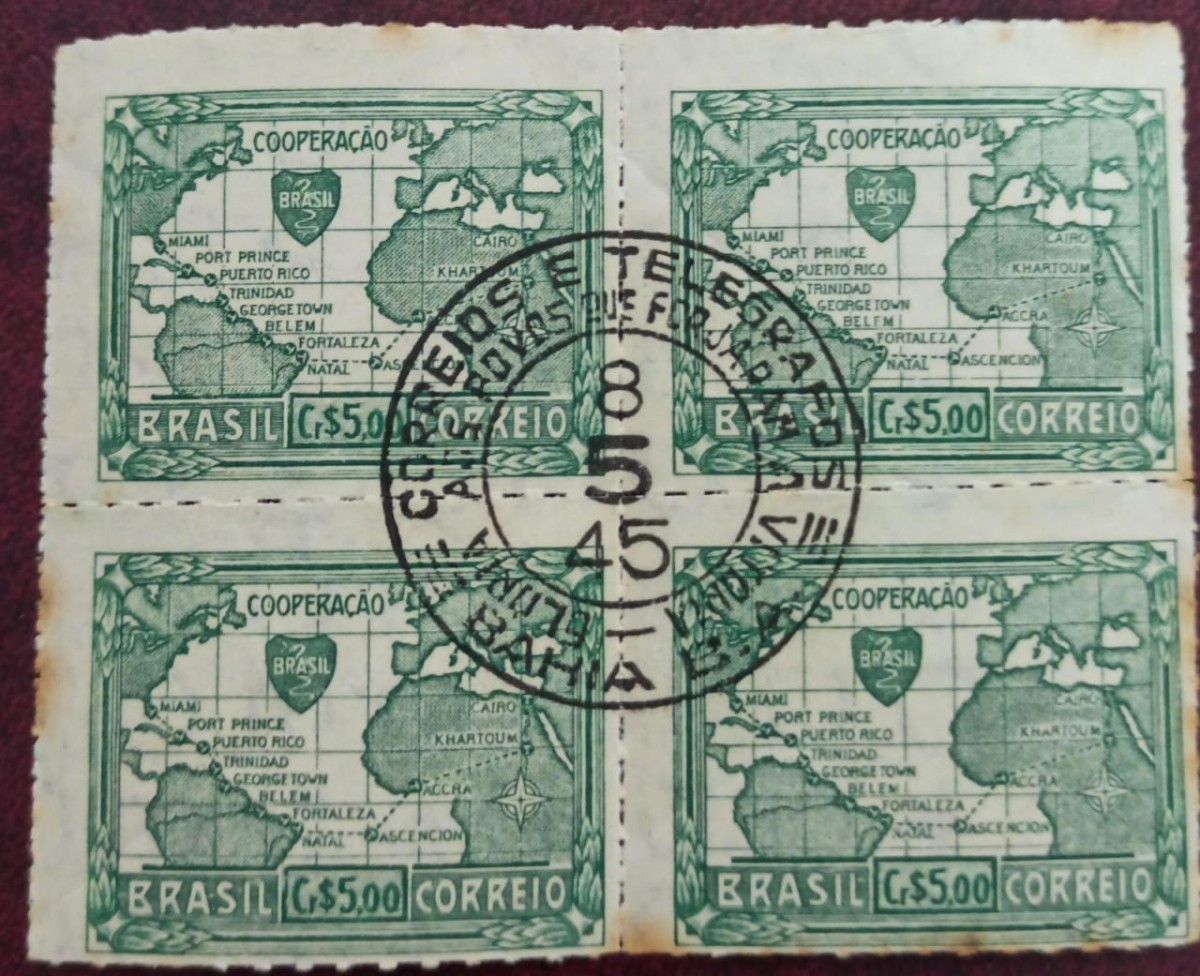 COOPERAÇÃO
BRASIL
MIAMI
PORT PRINCE
PUERTO RICO
TRINIDAD
GEORGETOWN
BELEM
FORTALEZA
NATAL
CAIRO
KHARTOUM
BRASIL Cr$5,00 CORREIO
COOPERAÇÃO
BRASIL
MIAMI
PORT PRINCE
PUERTO RICO
TRINIDAD
GEORGETOWN
BELEM
FORTALEZA
NATAL
ASCENCION
CAIRO
KHARTOUM
ACCRA
BRASIL Cr$5,00 CORREIO
CORREIOS E TELEGRAFOS
QUE FORJARAM A VITORIA
8
5
45
BAHIA B.A.
COOPERAÇÃO
BRASIL
MIAMI
PORT PRINCE
PUERTO RICO
TRINIDAD
GEORGETOWN
BELEM
FORTALEZA
NATAL
ASCENCION
CAIRO
KHARTOUM
ACCRA
BRASIL Cr$5,00 CORREIO
COOPERAÇÃO
BRASIL
MIAMI
PORT PRINCE
PUERTO RICO
TRINIDAD
GEORGETOWN
BELEM
FORTALEZA
NATAL
ASCENCION
CAIRO
KHARTOUM
ACCRA
BRASIL Cr$5,00 CORREIO